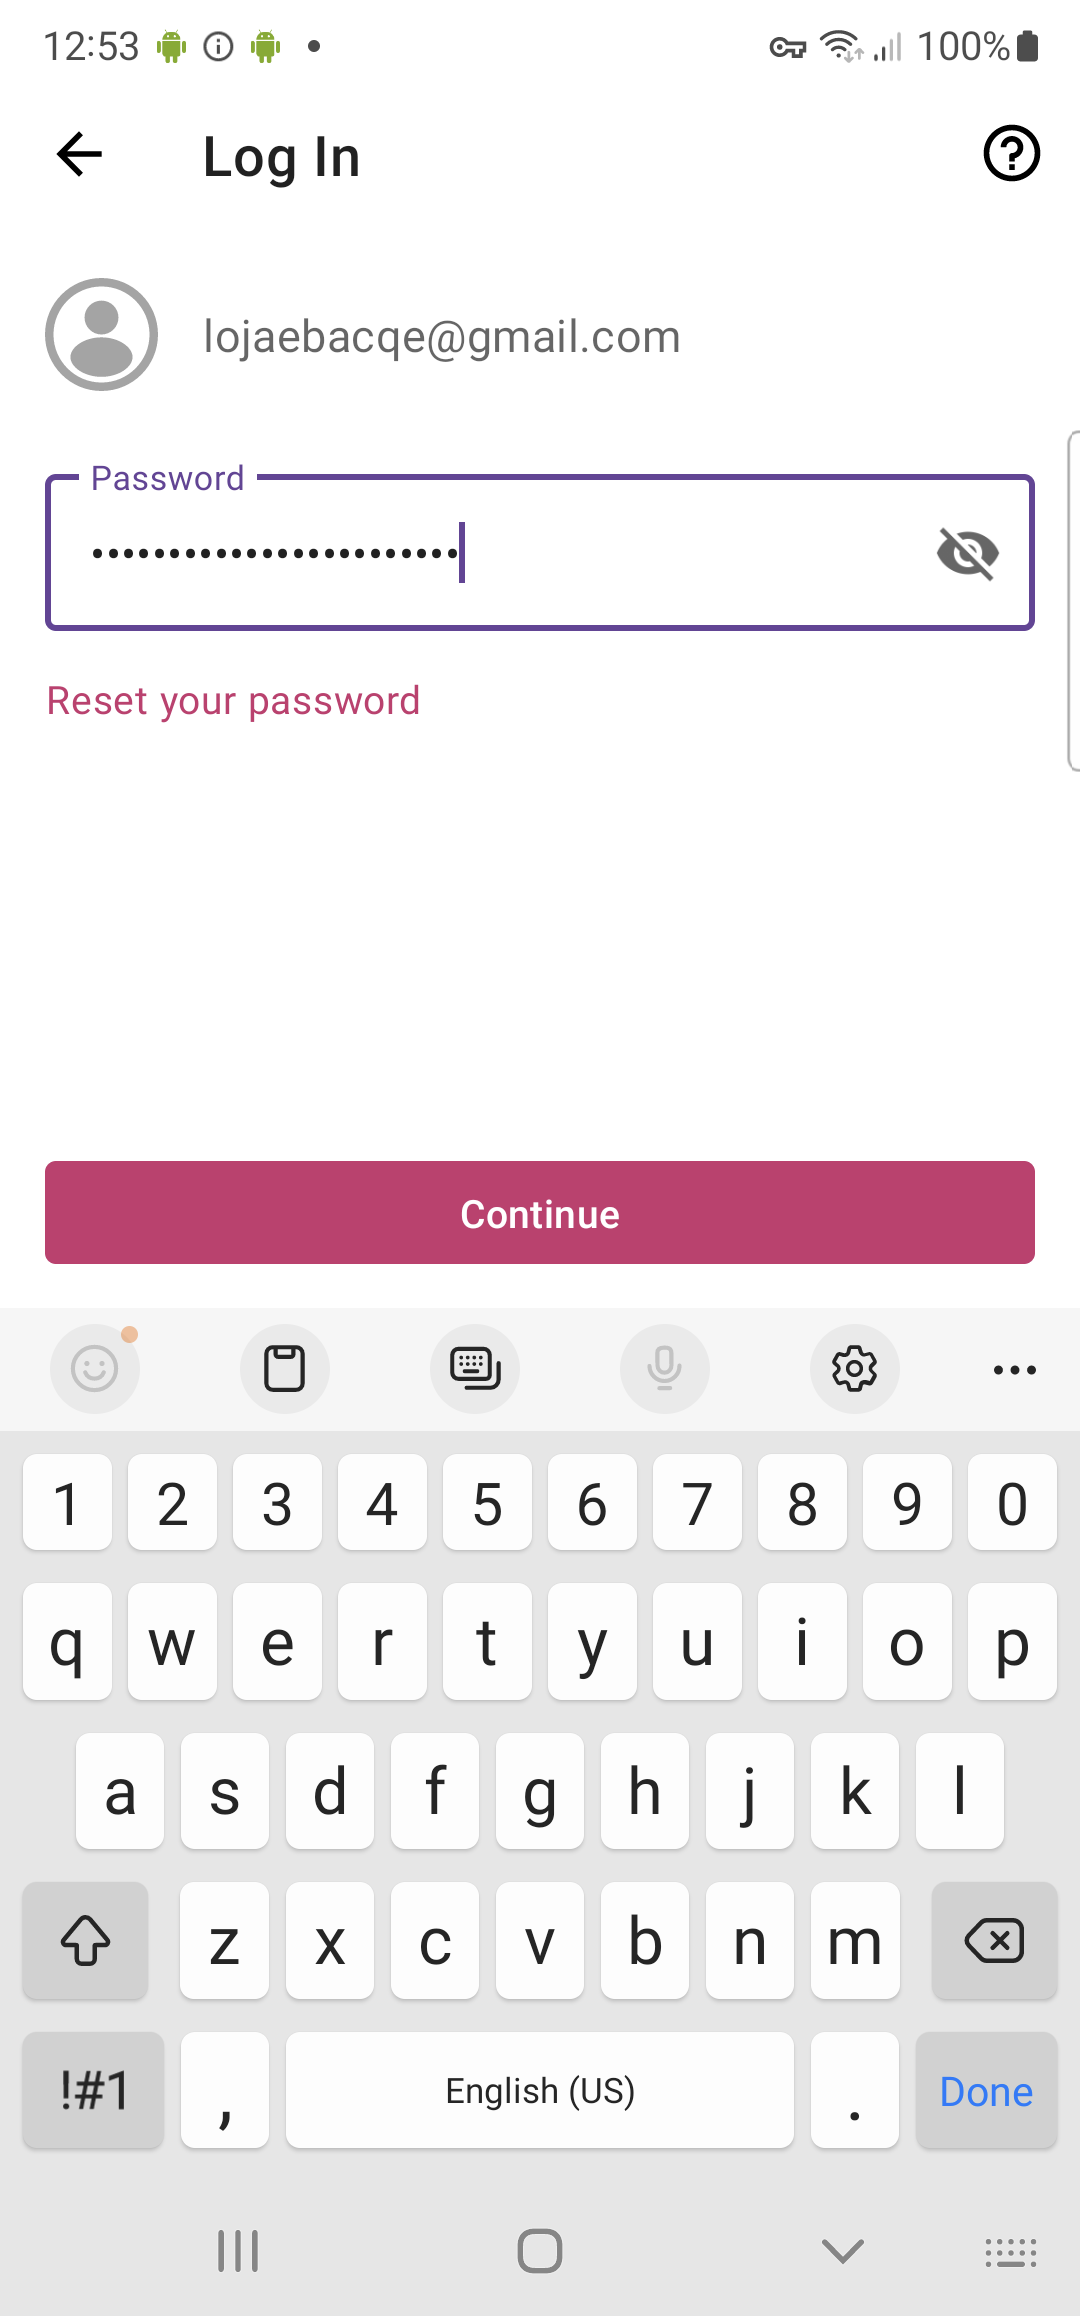 12:53 100%
Log In
lojaebacqe@gmail.com
Password
••••••••••••••••••••••••
Reset your password
Continue
1 2 3 4 5 6 7 8 9 0
q w e r t y u i o p
a s d f g h j k l
z x c v b n m
!#1 , English (US) . Done